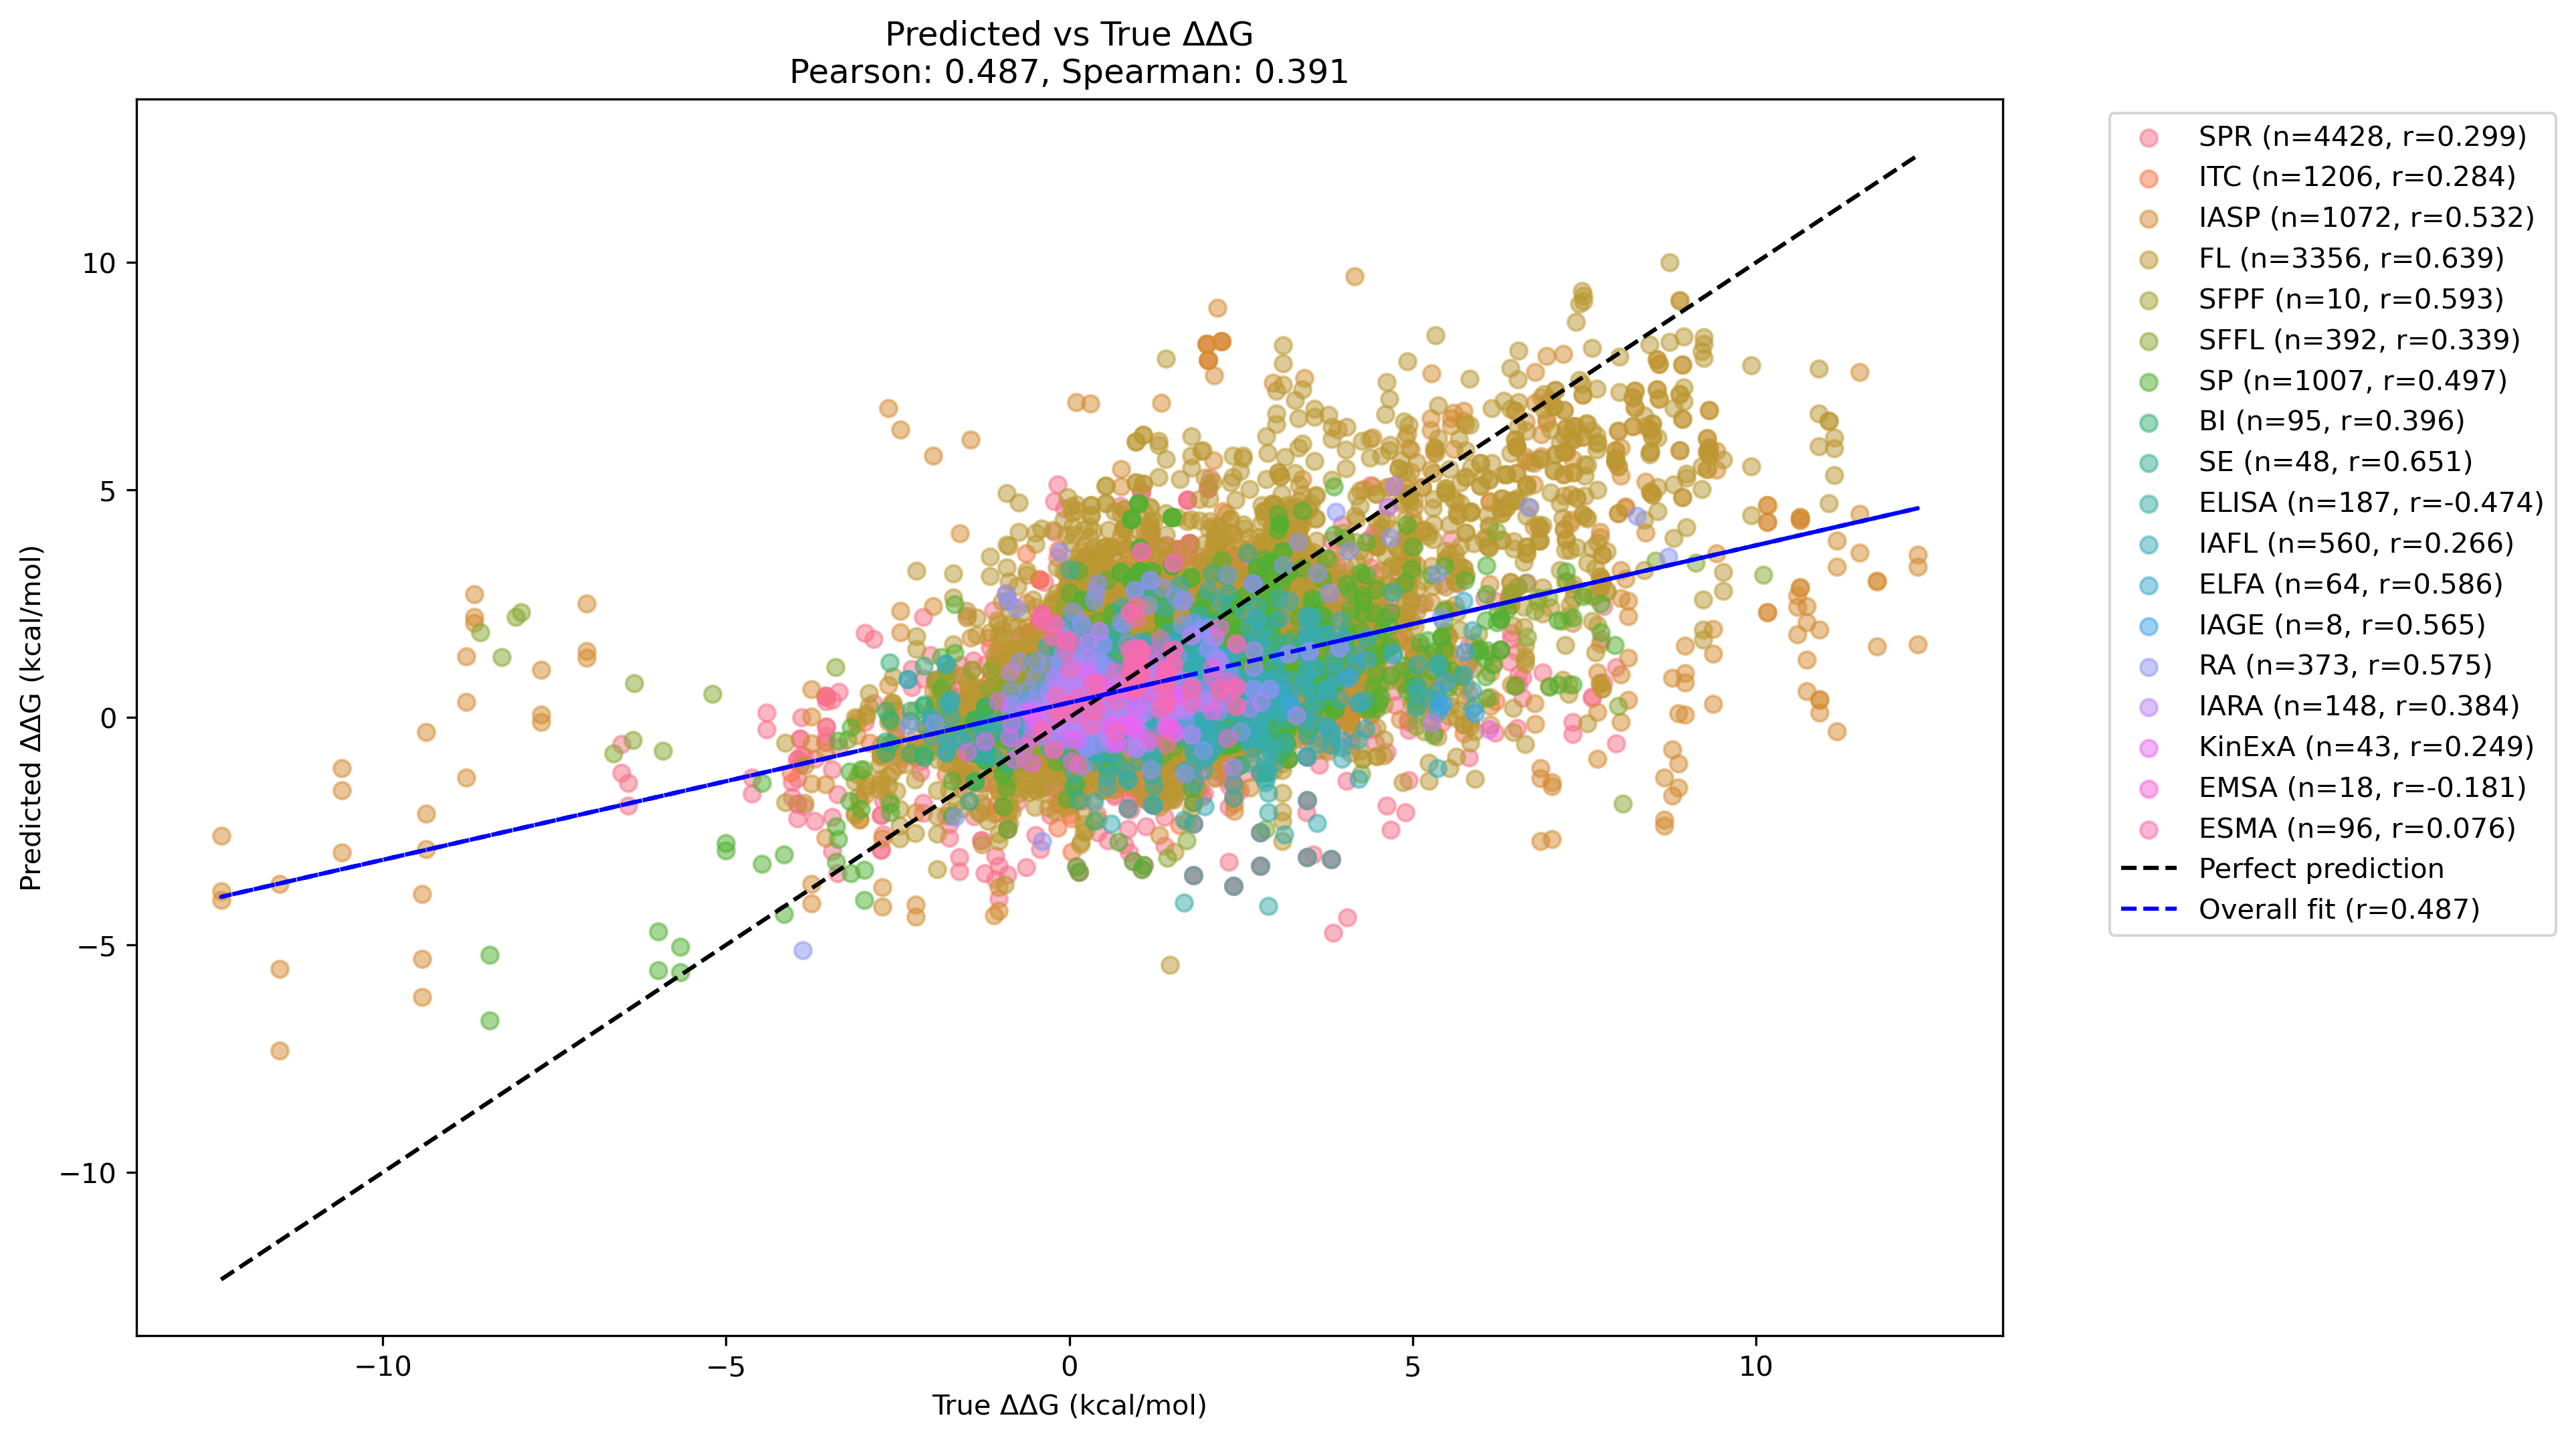 Predicted vs True ΔΔG
Pearson: 0.487, Spearman: 0.391
Predicted ΔΔG (kcal/mol)
10
5
0
−5
−10
−10
−5
0
5
10
True ΔΔG (kcal/mol)
SPR (n=4428, r=0.299)
ITC (n=1206, r=0.284)
IASP (n=1072, r=0.532)
FL (n=3356, r=0.639)
SFPF (n=10, r=0.593)
SFFL (n=392, r=0.339)
SP (n=1007, r=0.497)
BI (n=95, r=0.396)
SE (n=48, r=0.651)
ELISA (n=187, r=-0.474)
IAFL (n=560, r=0.266)
ELFA (n=64, r=0.586)
IAGE (n=8, r=0.565)
RA (n=373, r=0.575)
IARA (n=148, r=0.384)
KinExA (n=43, r=0.249)
EMSA (n=18, r=-0.181)
ESMA (n=96, r=0.076)
Perfect prediction
Overall fit (r=0.487)